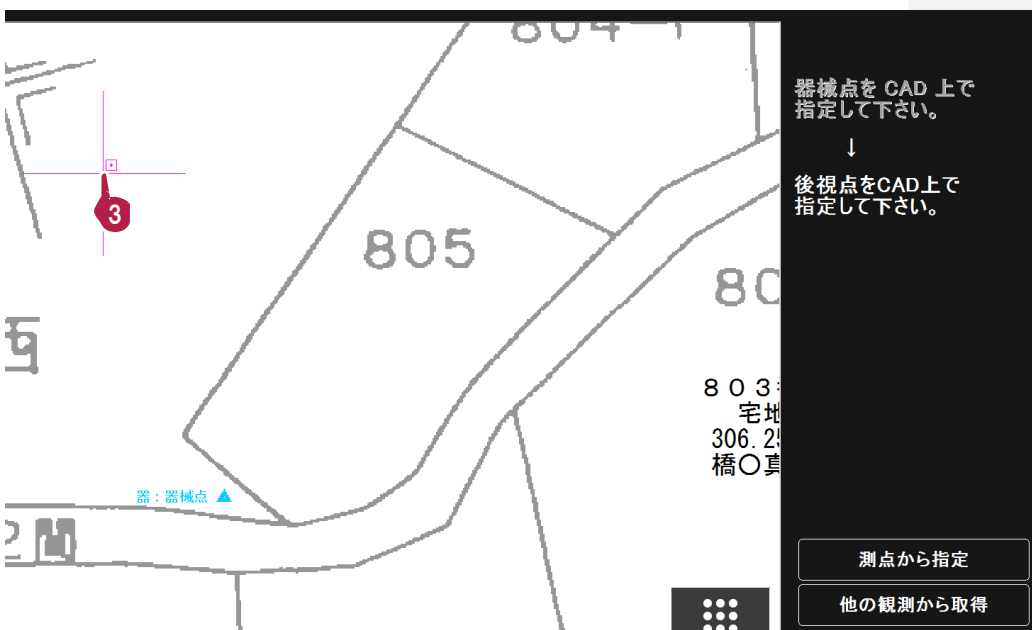 804-1
器械点を CAD 上で
指定して下さい。
↓
後視点をCAD上で
指定して下さい。
3
805
80
８０３
宅地
306.25
橋〇真
器：器械点
2
測点から指定
他の観測から取得